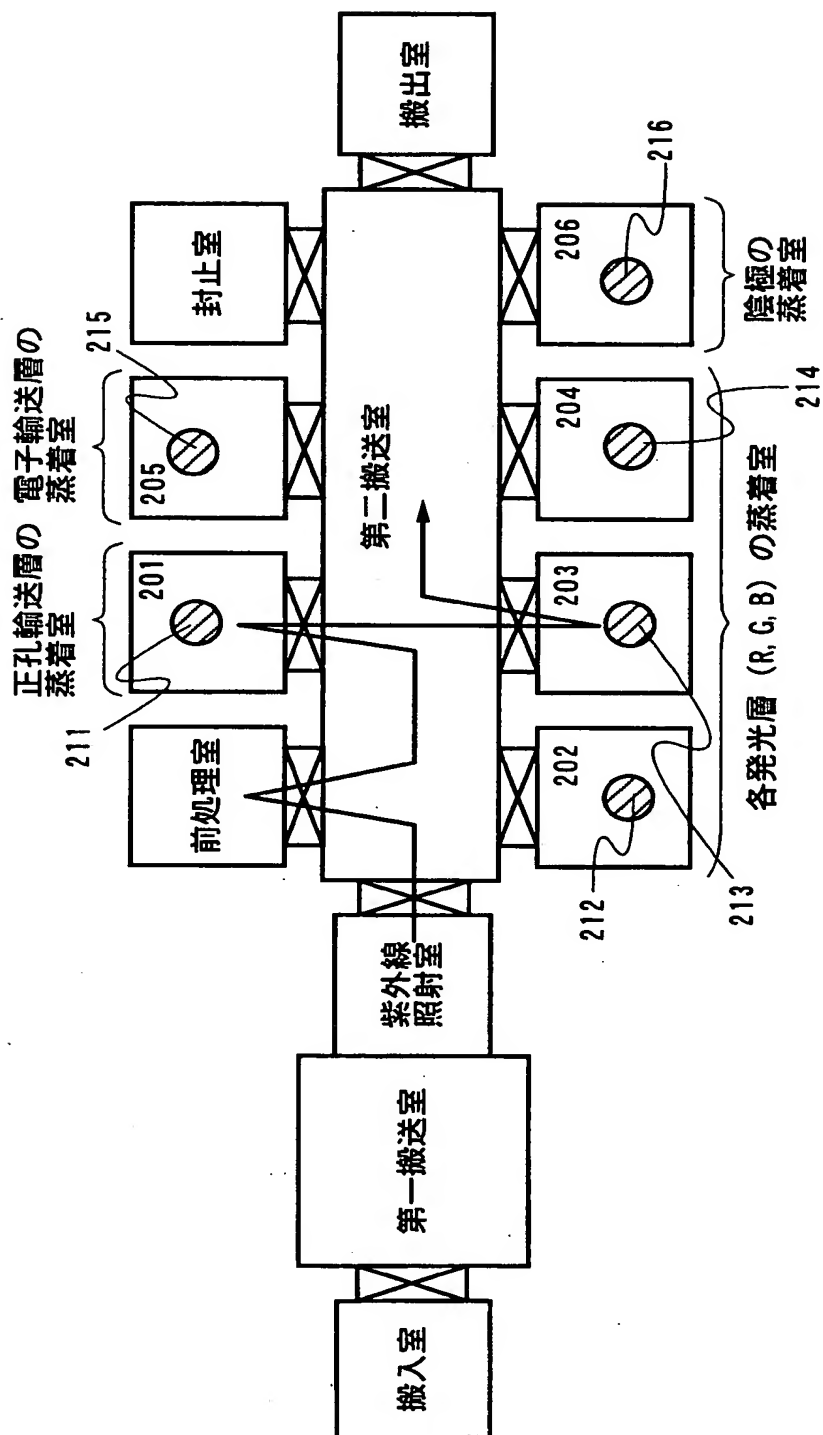 搬入室
第一搬送室
紫外線
照射室
前処理室
正孔輸送層の
蒸着室
201
211
電子輸送層の
蒸着室
205
215
封止室
第二搬送室
搬出室
202
212
203
213
204
214
各発光層 (R, G, B) の蒸着室
206
216
陰極の
蒸着室